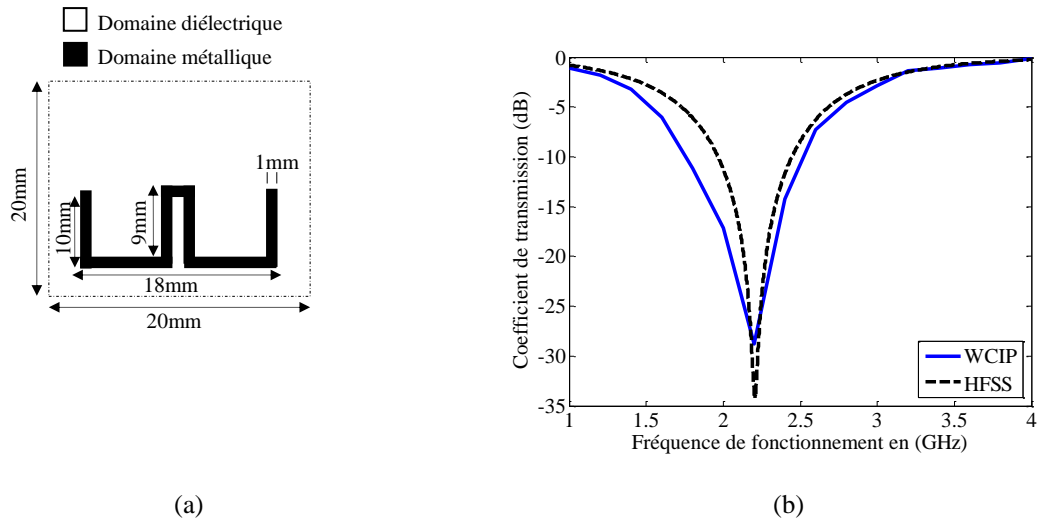 Domaine diélectrique
Domaine métallique
20mm
1mm
10mm
9mm
18mm
20mm
(a)
Coefficient de transmission (dB)
0
-5
-10
-15
-20
-25
-30
-35
1
1.5
2
2.5
3
3.5
4
WCIP
HFSS
Fréquence de fonctionnement en (GHz)
(b)